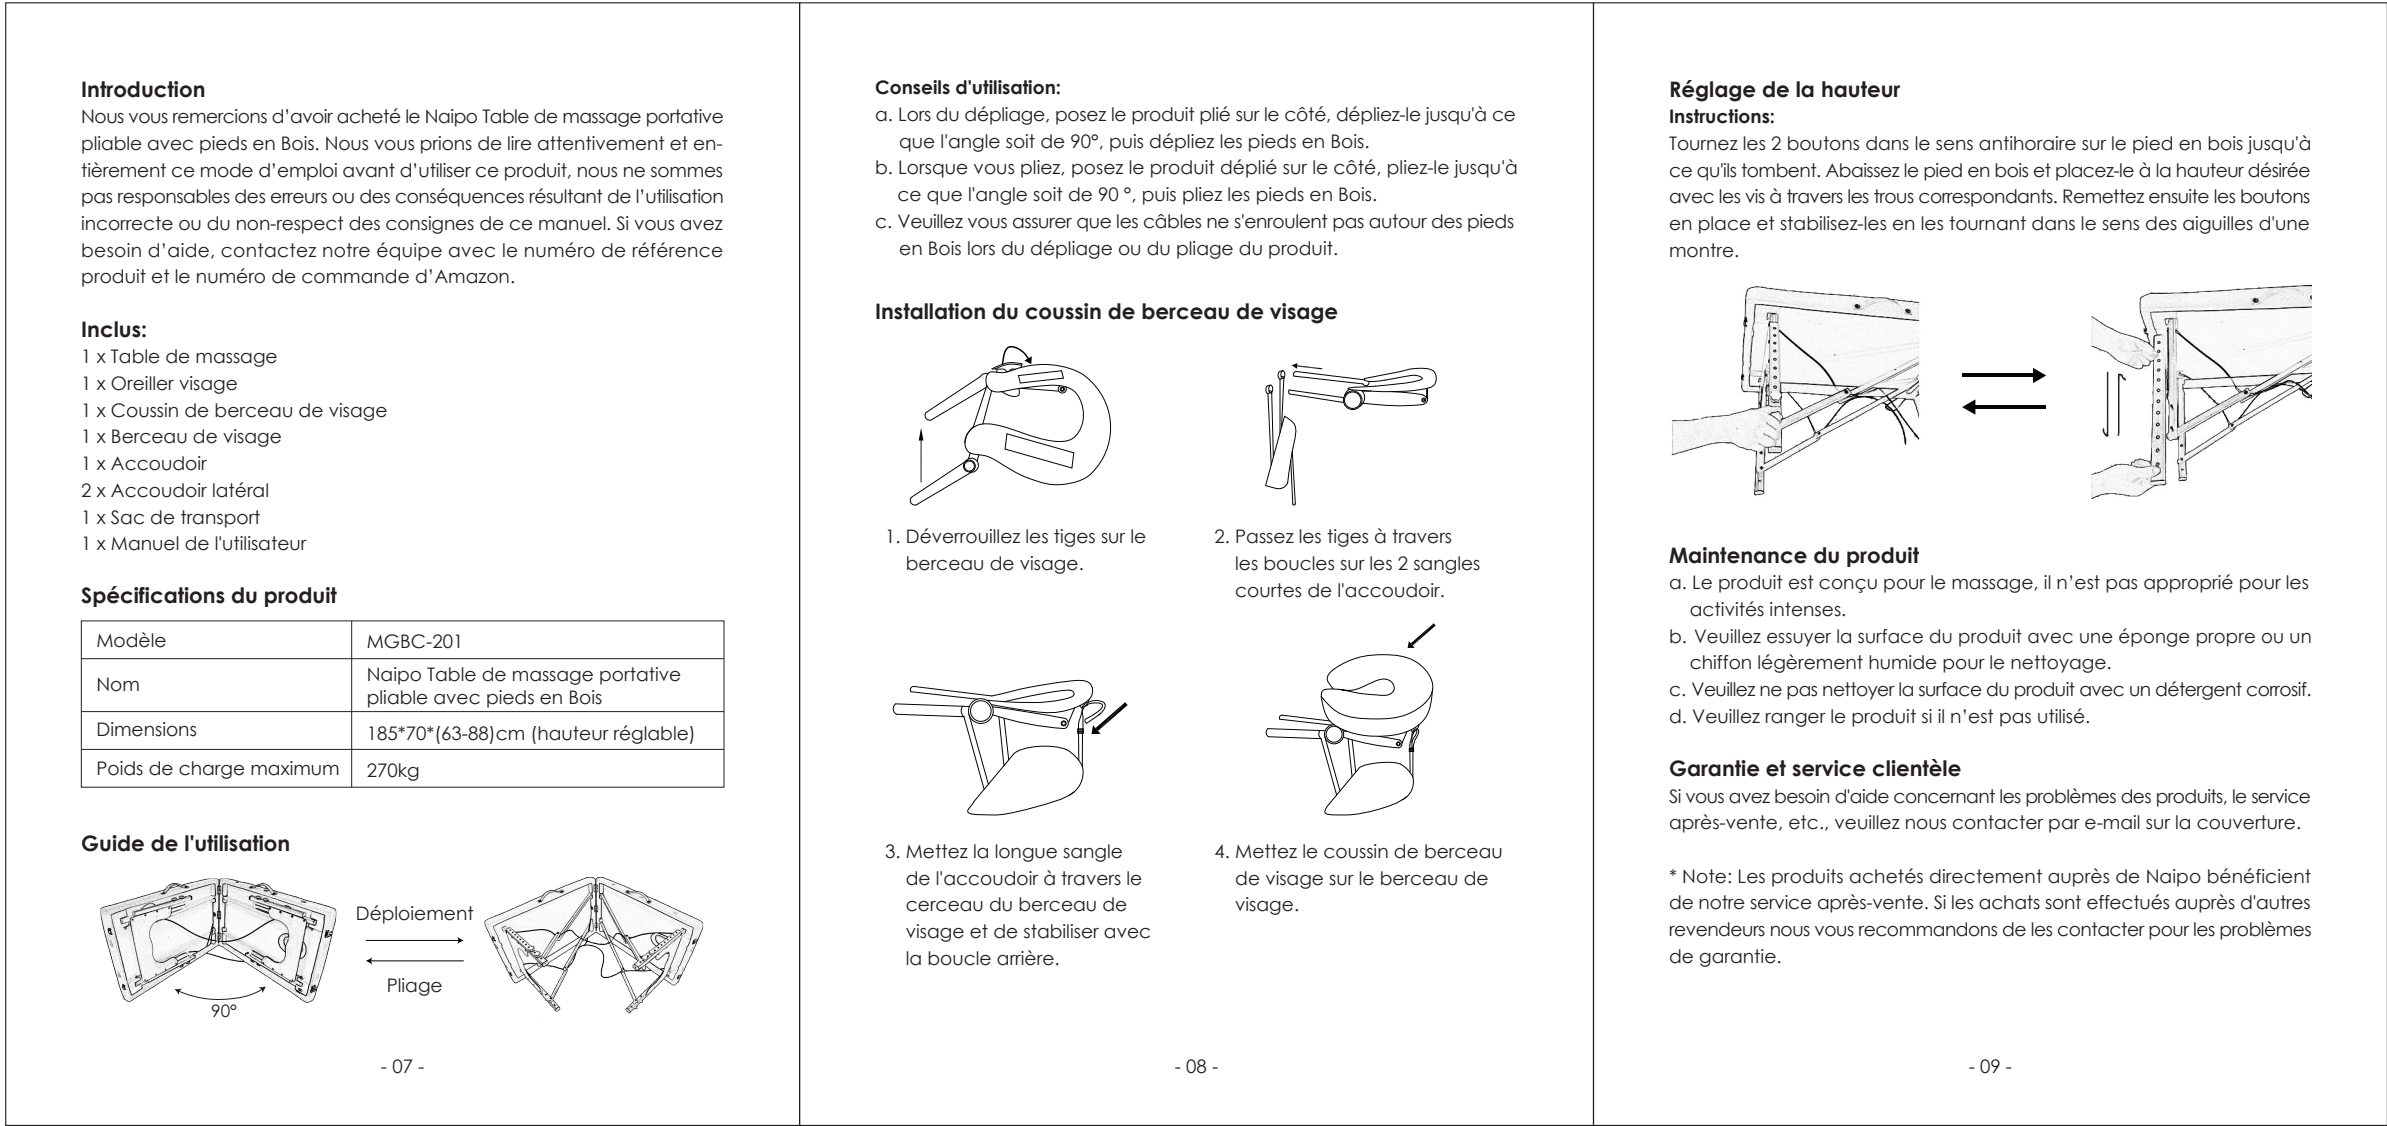 Introduction
Nous vous remercions d’avoir acheté le Naipo Table de massage portative
pliable avec pieds en Bois. Nous vous prions de lire attentivement et en-
tièrement ce mode d’emploi avant d’utiliser ce produit, nous ne sommes
pas responsables des erreurs ou des conséquences résultant de l’utilisation
incorrecte ou du non-respect des consignes de ce manuel. Si vous avez
besoin d’aide, contactez notre équipe avec le numéro de référence
produit et le numéro de commande d’Amazon.
Inclus:
1 x Table de massage
1 x Oreiller visage
1 x Coussin de berceau de visage
1 x Berceau de visage
1 x Accoudoir
2 x Accoudoir latéral
1 x Sac de transport
1 x Manuel de l'utilisateur
Spécifications du produit
Modèle MGBC-201
Nom Naipo Table de massage portative
pliable avec pieds en Bois
Dimensions 185*70*(63-88)cm (hauteur réglable)
Poids de charge maximum 270kg
Guide de l'utilisation
Déploiement
Pliage
90°
- 07 -
Conseils d'utilisation:
a. Lors du dépliage, posez le produit plié sur le côté, dépliez-le jusqu'à ce
que l'angle soit de 90°, puis dépliez les pieds en Bois.
b. Lorsque vous pliez, posez le produit déplié sur le côté, pliez-le jusqu'à
ce que l'angle soit de 90 °, puis pliez les pieds en Bois.
c. Veuillez vous assurer que les câbles ne s'enroulent pas autour des pieds
en Bois lors du dépliage ou du pliage du produit.
Installation du coussin de berceau de visage
1. Déverrouillez les tiges sur le
berceau de visage.
2. Passez les tiges à travers
les boucles sur les 2 sangles
courtes de l'accoudoir.
3. Mettez la longue sangle
de l'accoudoir à travers le
cerceau du berceau de
visage et de stabiliser avec
la boucle arrière.
4. Mettez le coussin de berceau
de visage sur le berceau de
visage.
- 08 -
Réglage de la hauteur
Instructions:
Tournez les 2 boutons dans le sens antihoraire sur le pied en bois jusqu'à
ce qu'ils tombent. Abaissez le pied en bois et placez-le à la hauteur désirée
avec les vis à travers les trous correspondants. Remettez ensuite les boutons
en place et stabilisez-les en les tournant dans le sens des aiguilles d'une
montre.
Maintenance du produit
a. Le produit est conçu pour le massage, il n’est pas approprié pour les
activités intenses.
b. Veuillez essuyer la surface du produit avec une éponge propre ou un
chiffon légèrement humide pour le nettoyage.
c. Veuillez ne pas nettoyer la surface du produit avec un détergent corrosif.
d. Veuillez ranger le produit si il n’est pas utilisé.
Garantie et service clientèle
Si vous avez besoin d'aide concernant les problèmes des produits, le service
après-vente, etc., veuillez nous contacter par e-mail sur la couverture.
* Note: Les produits achetés directement auprès de Naipo bénéficient
de notre service après-vente. Si les achats sont effectués auprès d'autres
revendeurs nous vous recommandons de les contacter pour les problèmes
de garantie.
- 09 -